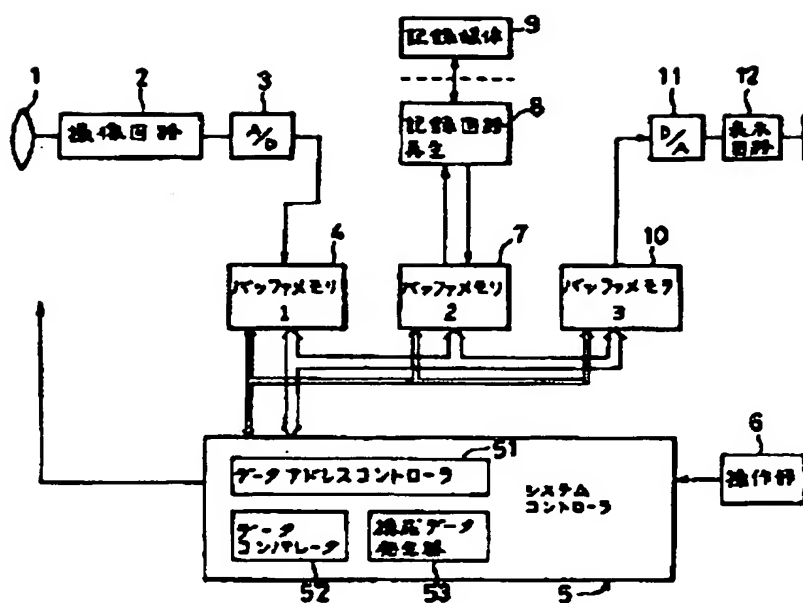 9
記録媒体
1
2
3
11
12
撮像回路
A/D
8
記録回路
再生
D/A
表示
回路
4
7
10
バッファメモリ
1
バッファメモリ
2
バッファメモリ
3
51
6
データアドレスコントローラ
システム
コントローラ
操作部
データ
コンパレータ
データ
発生器
52
53
5